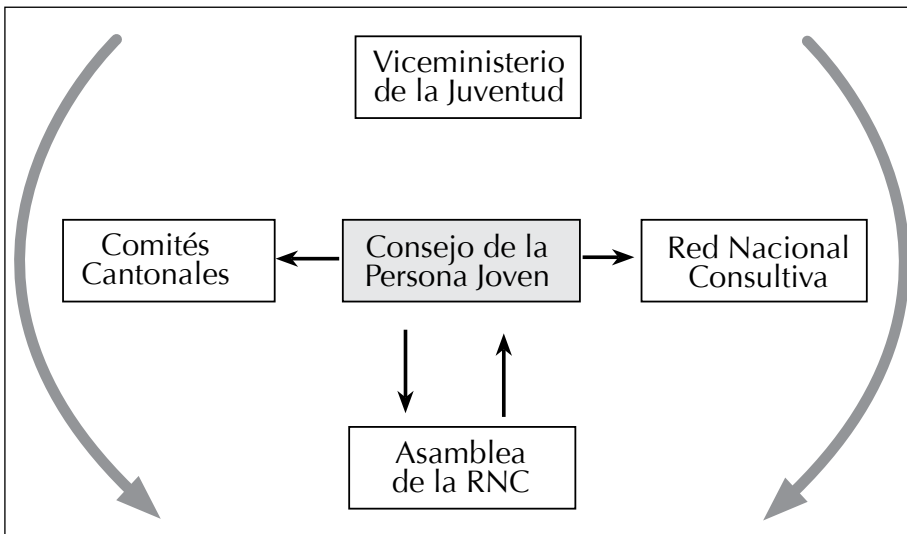 Viceministerio
de la Juventud
Comités
Cantonales
Consejo de la
Persona Joven
Red Nacional
Consultiva
Asamblea
de la RNC